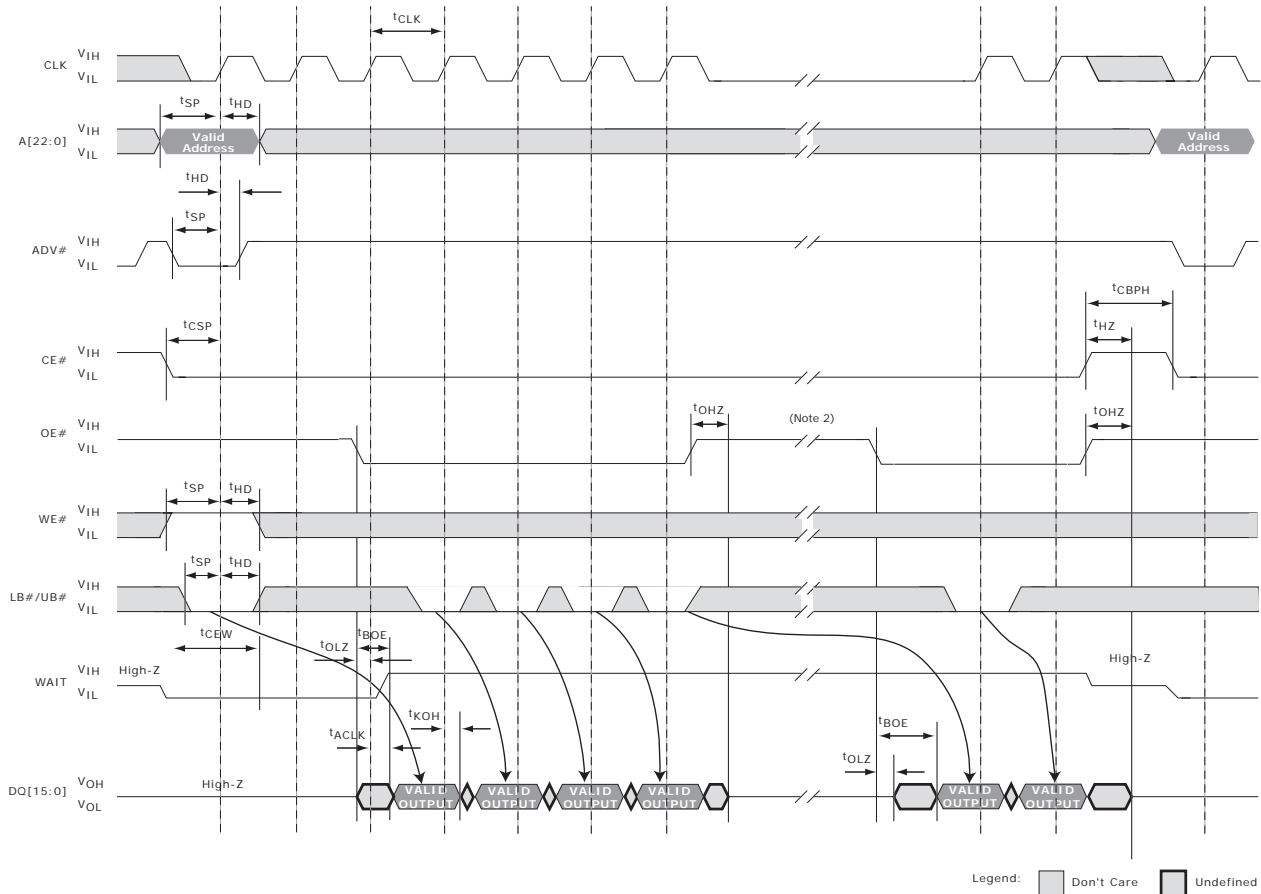 tCLK
CLK
VIH
VIL
tSP
tHD
A[22:0]
VIH
VIL
Valid
Address
Valid
Address
tHD
tSP
ADV#
VIH
VIL
tCBPH
tCSP
tHZ
CE#
VIH
VIL
tOHZ
(Note 2)
tOHZ
OE#
VIH
VIL
tSP
tHD
WE#
VIH
VIL
tSP
tHD
LB#/UB#
VIH
VIL
tCEW
tOLZ
tBOE
High-Z
High-Z
WAIT
VIH
VIL
tKOH
tACLK
tBOE
tOLZ
DQ[15:0]
VOH
VOL
High-Z
VALID
OUTPUT
VALID
OUTPUT
VALID
OUTPUT
VALID
OUTPUT
VALID
OUTPUT
VALID
OUTPUT
Legend:
Don't Care
Undefined